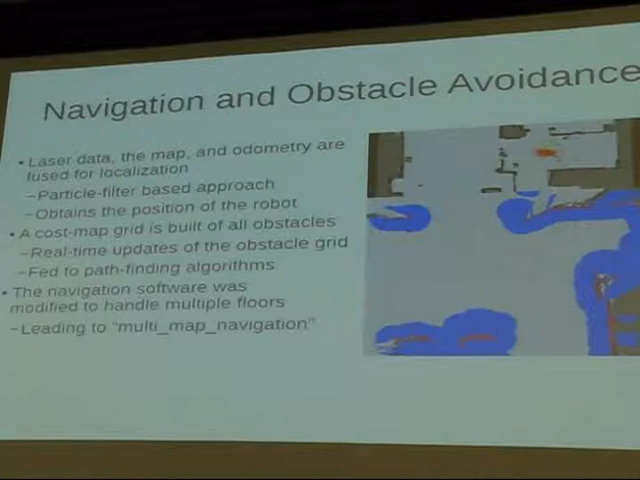 Navigation and Obstacle Avoidance
• Laser data, the map, and odometry are
fused for localization
–Particle-filter based approach
–Obtains the position of the robot
• A cost-map grid is built of all obstacles
–Real-time updates of the obstacle grid
–Fed to path-finding algorithms
• The navigation software was
modified to handle multiple floors
–Leading to "multi_map_navigation"